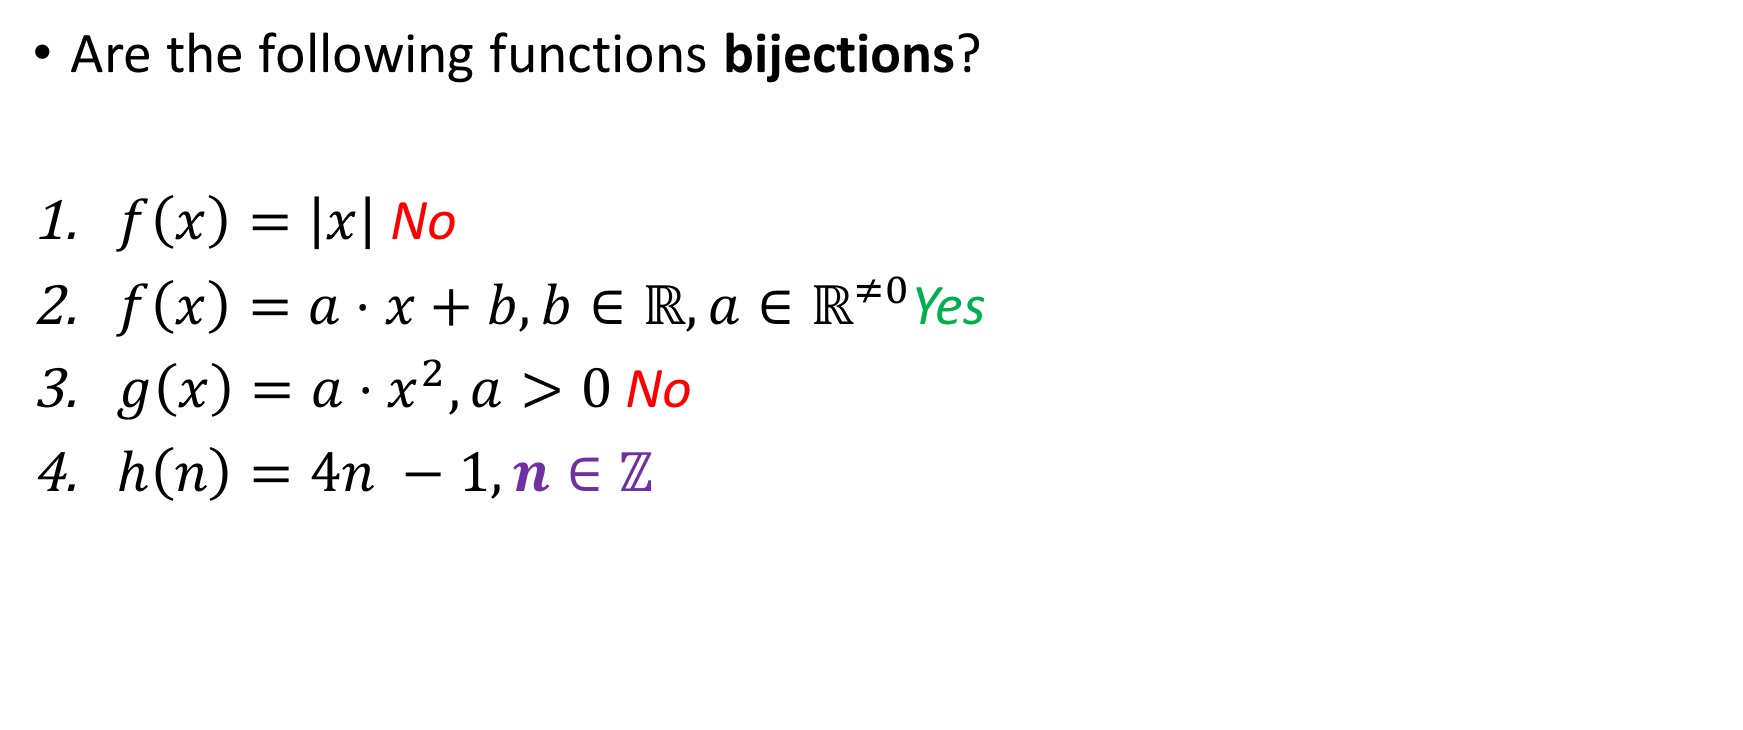 • Are the following functions bijections?
1. f(x) = |x| No
2. f(x) = a · x + b, b ∈ ℝ, a ∈ ℝ^≠0 Yes
3. g(x) = a · x², a > 0 No
4. h(n) = 4n − 1, n ∈ ℤ